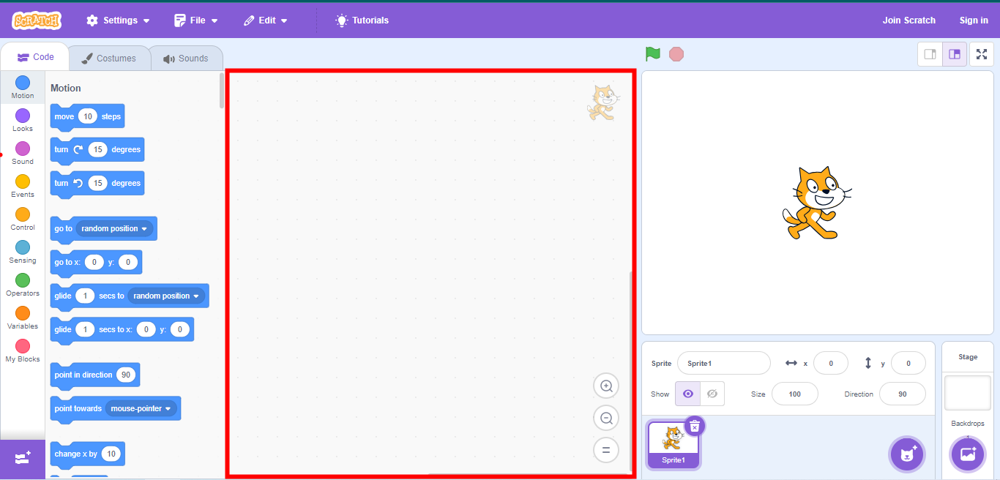 SCRATCH Settings File Edit Tutorials Join Scratch Sign in
Code Costumes Sounds
Motion
Looks
Sound
Events
Control
Sensing
Operators
Variables
My Blocks
Motion
move 10 steps
turn 15 degrees
turn 15 degrees
go to random position
go to x: 0 y: 0
glide 1 secs to random position
glide 1 secs to x: 0 y: 0
point in direction 90
point towards mouse-pointer
change x by 10
Sprite Sprite1 x 0 y 0
Show Size 100 Direction 90
Sprite1
Stage
Backdrops